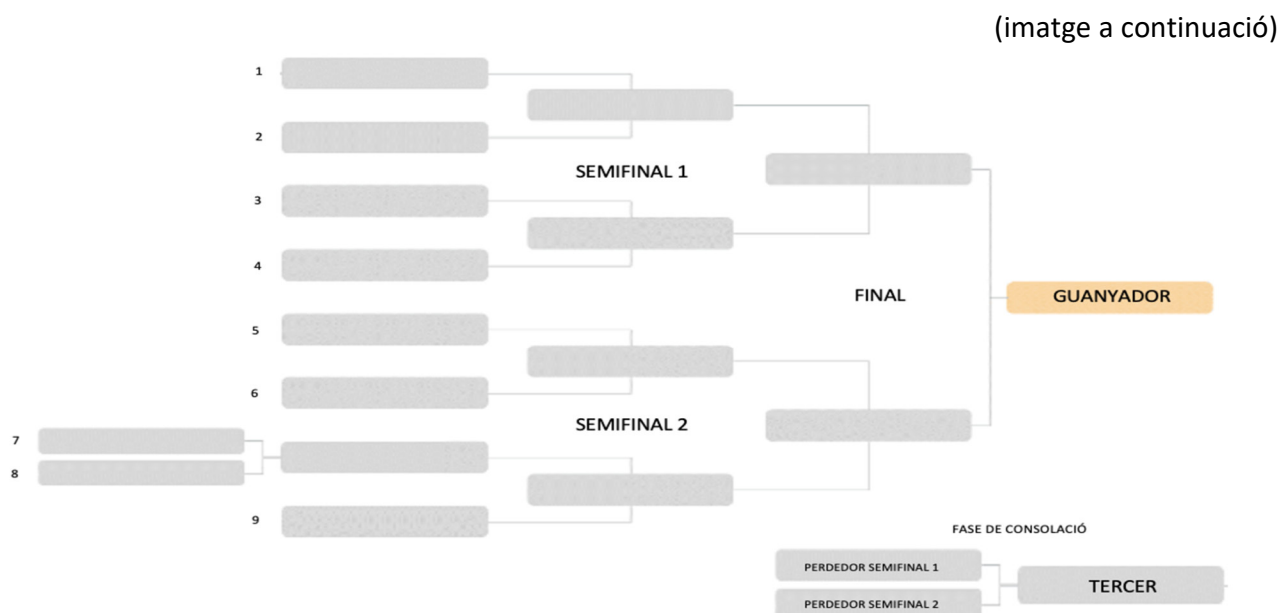 (imatge a continuació)
1
2
SEMIFINAL 1
3
4
FINAL
GUANYADOR
5
6
SEMIFINAL 2
7
8
9
FASE DE CONSOLACIÓ
PERDEDOR SEMIFINAL 1
TERCER
PERDEDOR SEMIFINAL 2